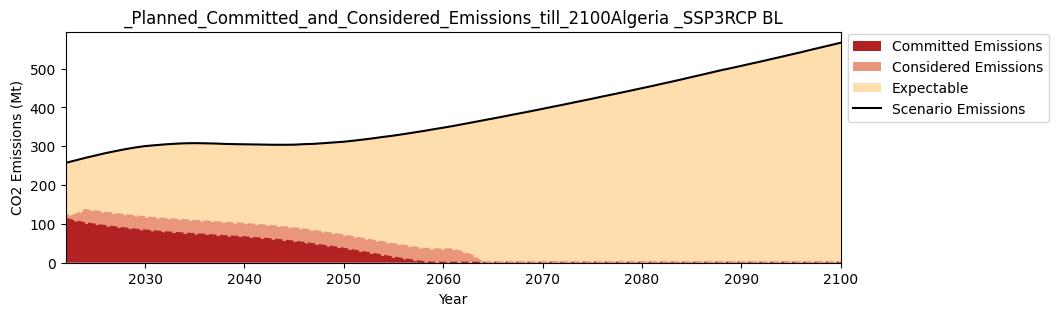 _Planned_Committed_and_Considered_Emissions_till_2100Algeria _SSP3RCP BL
CO2 Emissions (Mt)
500
400
300
200
100
0
2030 2040 2050 2060 2070 2080 2090 2100
Year
Committed Emissions
Considered Emissions
Expectable
Scenario Emissions